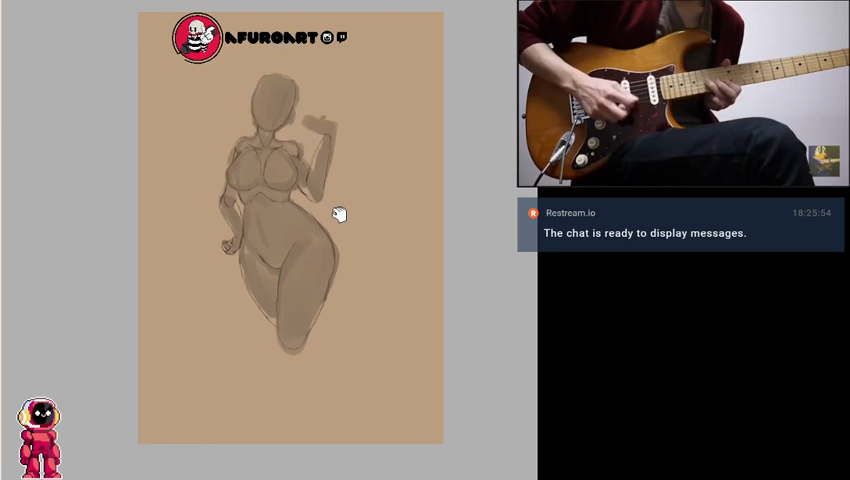 AFUROART
Restream.io 18:25:54
The chat is ready to display messages.